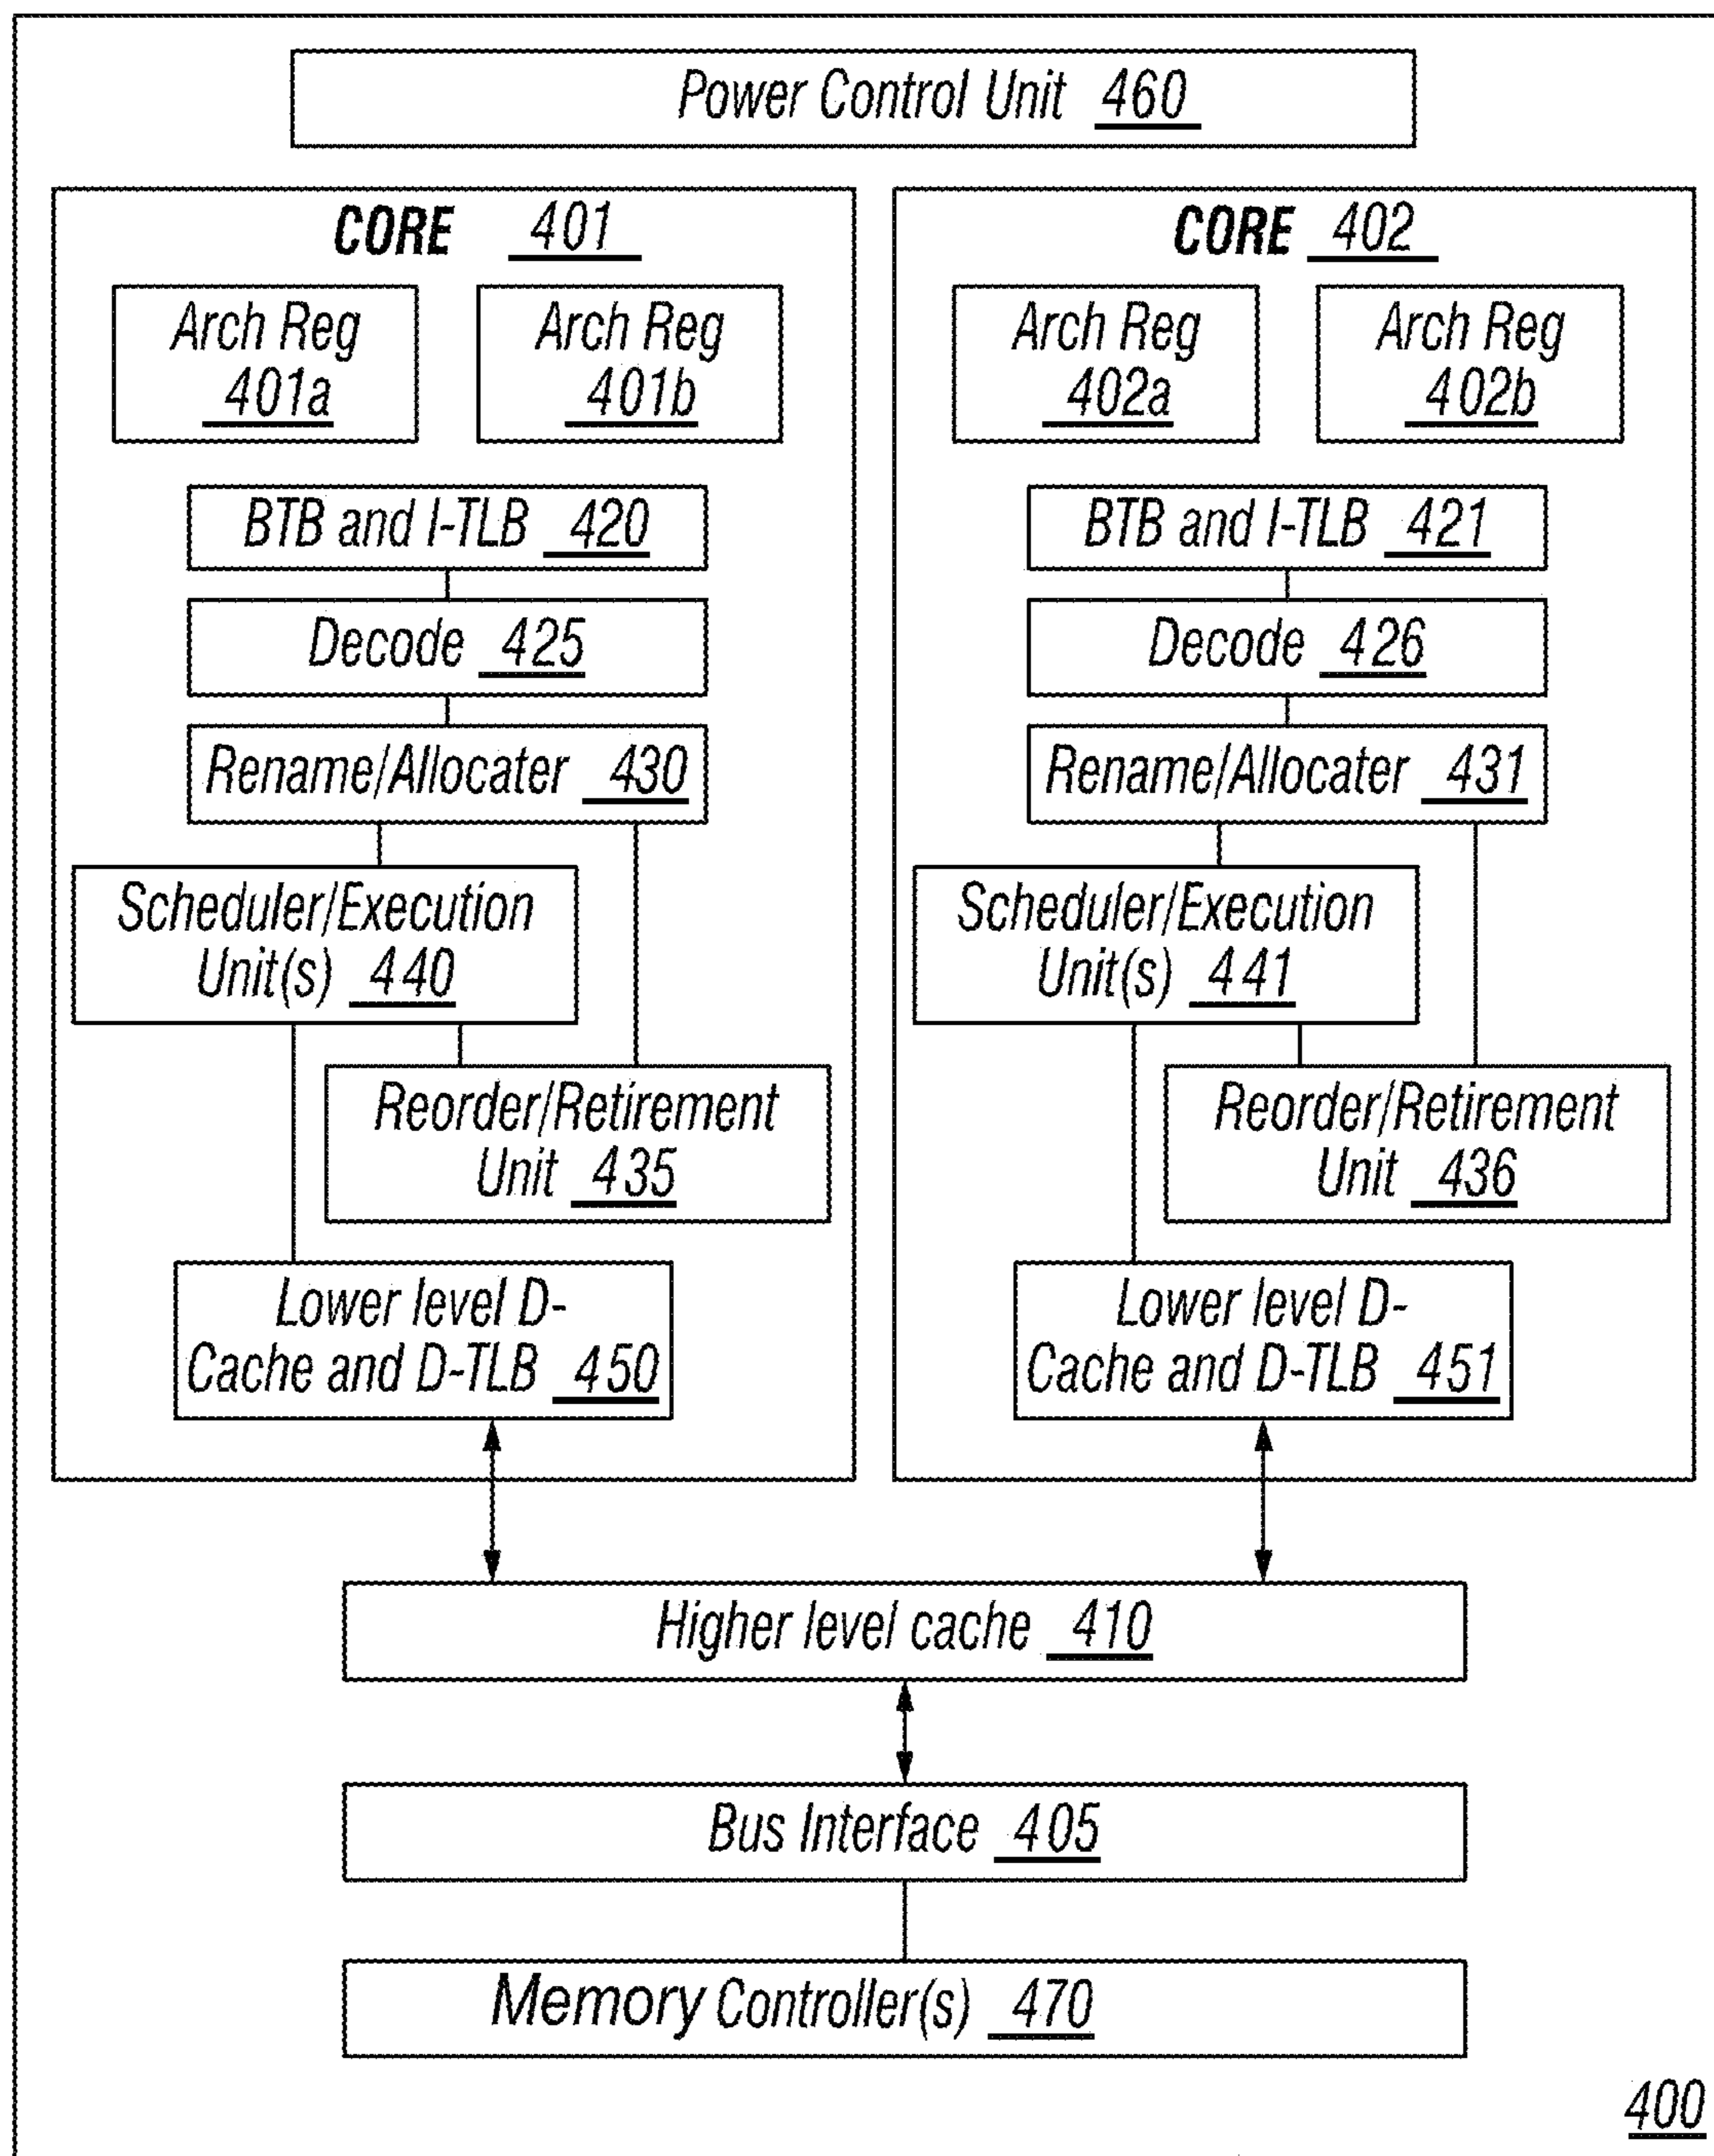 Power Control Unit 460
CORE 401
Arch Reg
401a
Arch Reg
401b
BTB and I-TLB 420
Decode 425
Rename/Allocater 430
Scheduler/Execution
Unit(s) 440
Reorder/Retirement
Unit 435
Lower level D-
Cache and D-TLB 450
CORE 402
Arch Reg
402a
Arch Reg
402b
BTB and I-TLB 421
Decode 426
Rename/Allocater 431
Scheduler/Execution
Unit(s) 441
Reorder/Retirement
Unit 436
Lower level D-
Cache and D-TLB 451
Higher level cache 410
Bus Interface 405
Memory Controller(s) 470
400